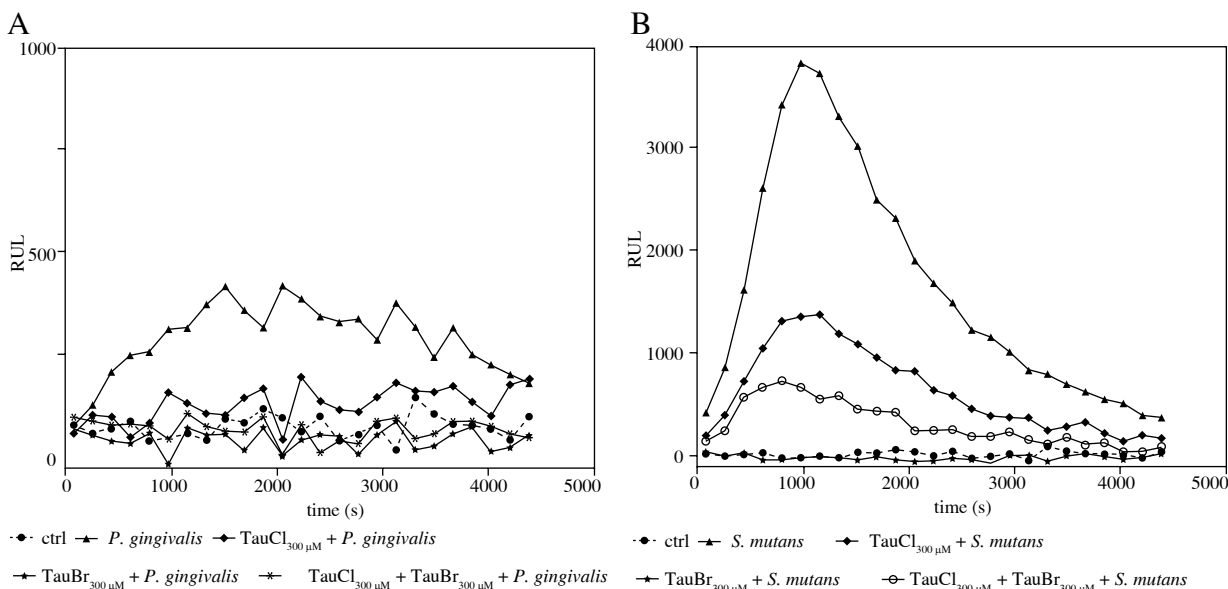 A
1000
500
0
RUL
0 1000 2000 3000 4000 5000
time (s)
ctrl P. gingivalis TauCl300 µM + P. gingivalis
TauBr300 µM + P. gingivalis TauCl300 µM + TauBr300 µM + P. gingivalis
B
4000
3000
2000
1000
0
RUL
0 1000 2000 3000 4000 5000
time (s)
ctrl S. mutans TauCl300 µM + S. mutans
TauBr300 µM + S. mutans TauCl300 µM + TauBr300 µM + S. mutans